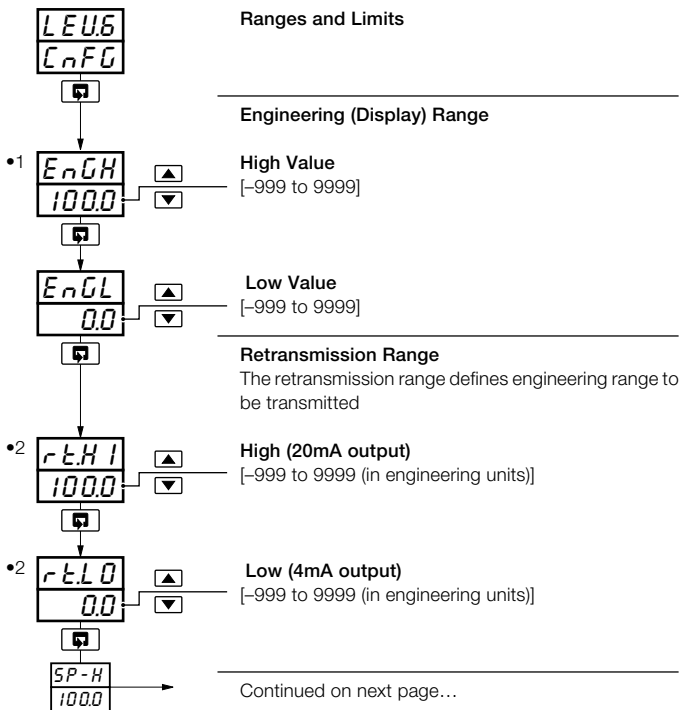 LEV.6
CnFG
Ranges and Limits
Engineering (Display) Range
•1
EnGH
100.0
High Value
[–999 to 9999]
EnGL
0.0
Low Value
[–999 to 9999]
Retransmission Range
The retransmission range defines engineering range to
be transmitted
•2
rt.HI
100.0
High (20mA output)
[–999 to 9999 (in engineering units)]
•2
rt.LO
0.0
Low (4mA output)
[–999 to 9999 (in engineering units)]
SP-H
100.0
Continued on next page…